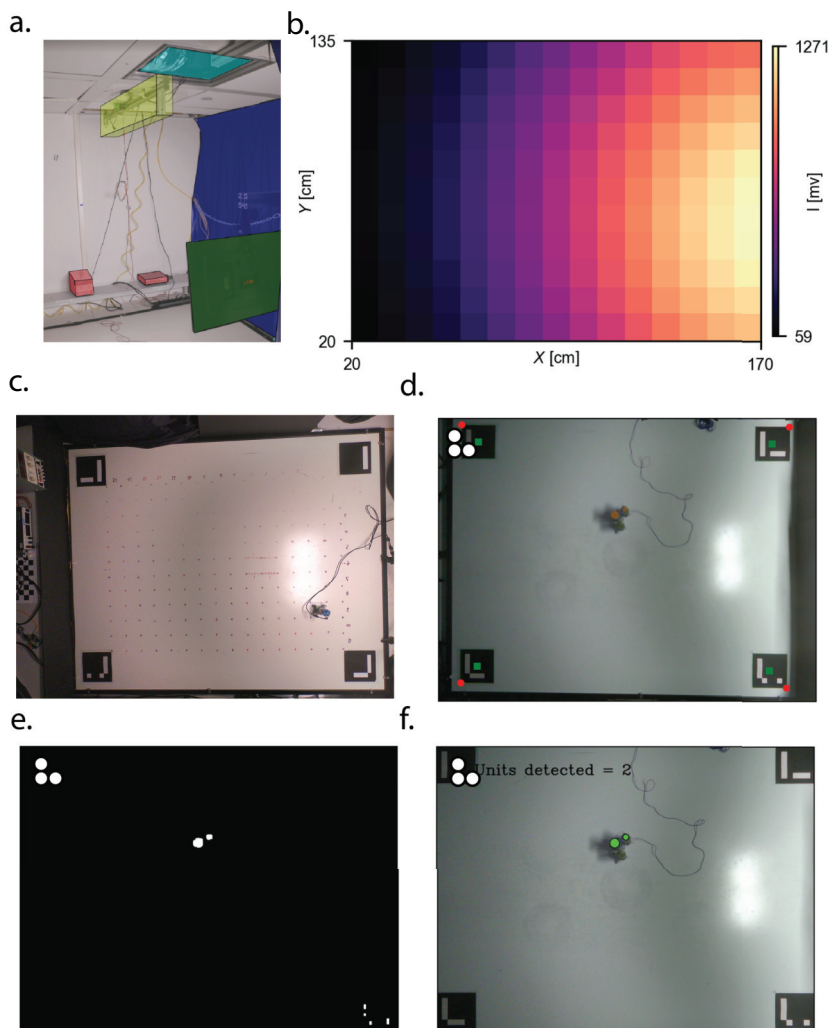 a.
b.
135
Y [cm]
20
20
X [cm]
170
1271
I [mv]
59
c.
d.
e.
f.
Units detected = 2